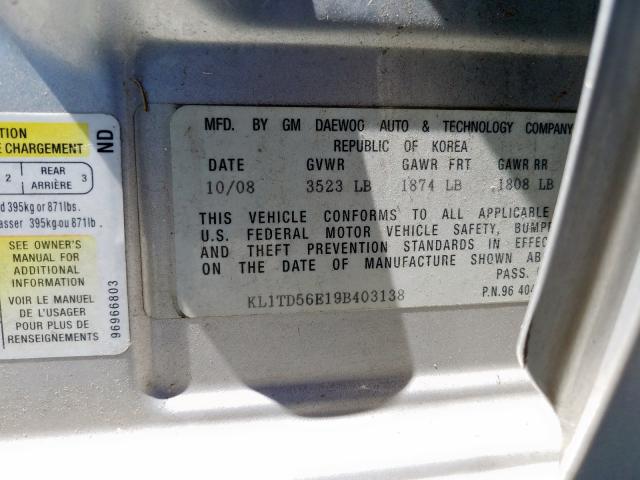 TION
E CHARGEMENT
ND
2 REAR ARRIÈRE 3
d 395kg or 871lbs.
asser 395kg ou 871lb.
SEE OWNER'S
MANUAL FOR
ADDITIONAL
INFORMATION
VOIR LE MANUEL
DE L'USAGER
POUR PLUS DE
RENSEIGNEMENTS
96966803
MFD. BY GM DAEWOO AUTO & TECHNOLOGY COMPANY
REPUBLIC OF KOREA
DATE GVWR GAWR FRT GAWR RR
10/08 3523 LB 1874 LB 1808 LB
THIS VEHICLE CONFORMS TO ALL APPLICABLE
U.S. FEDERAL MOTOR VEHICLE SAFETY, BUMPE
AND THEFT PREVENTION STANDARDS IN EFFEC
ON THE DATE OF MANUFACTURE SHOWN AB
PASS.
KL1TD56E19B403138
P.N.96 404